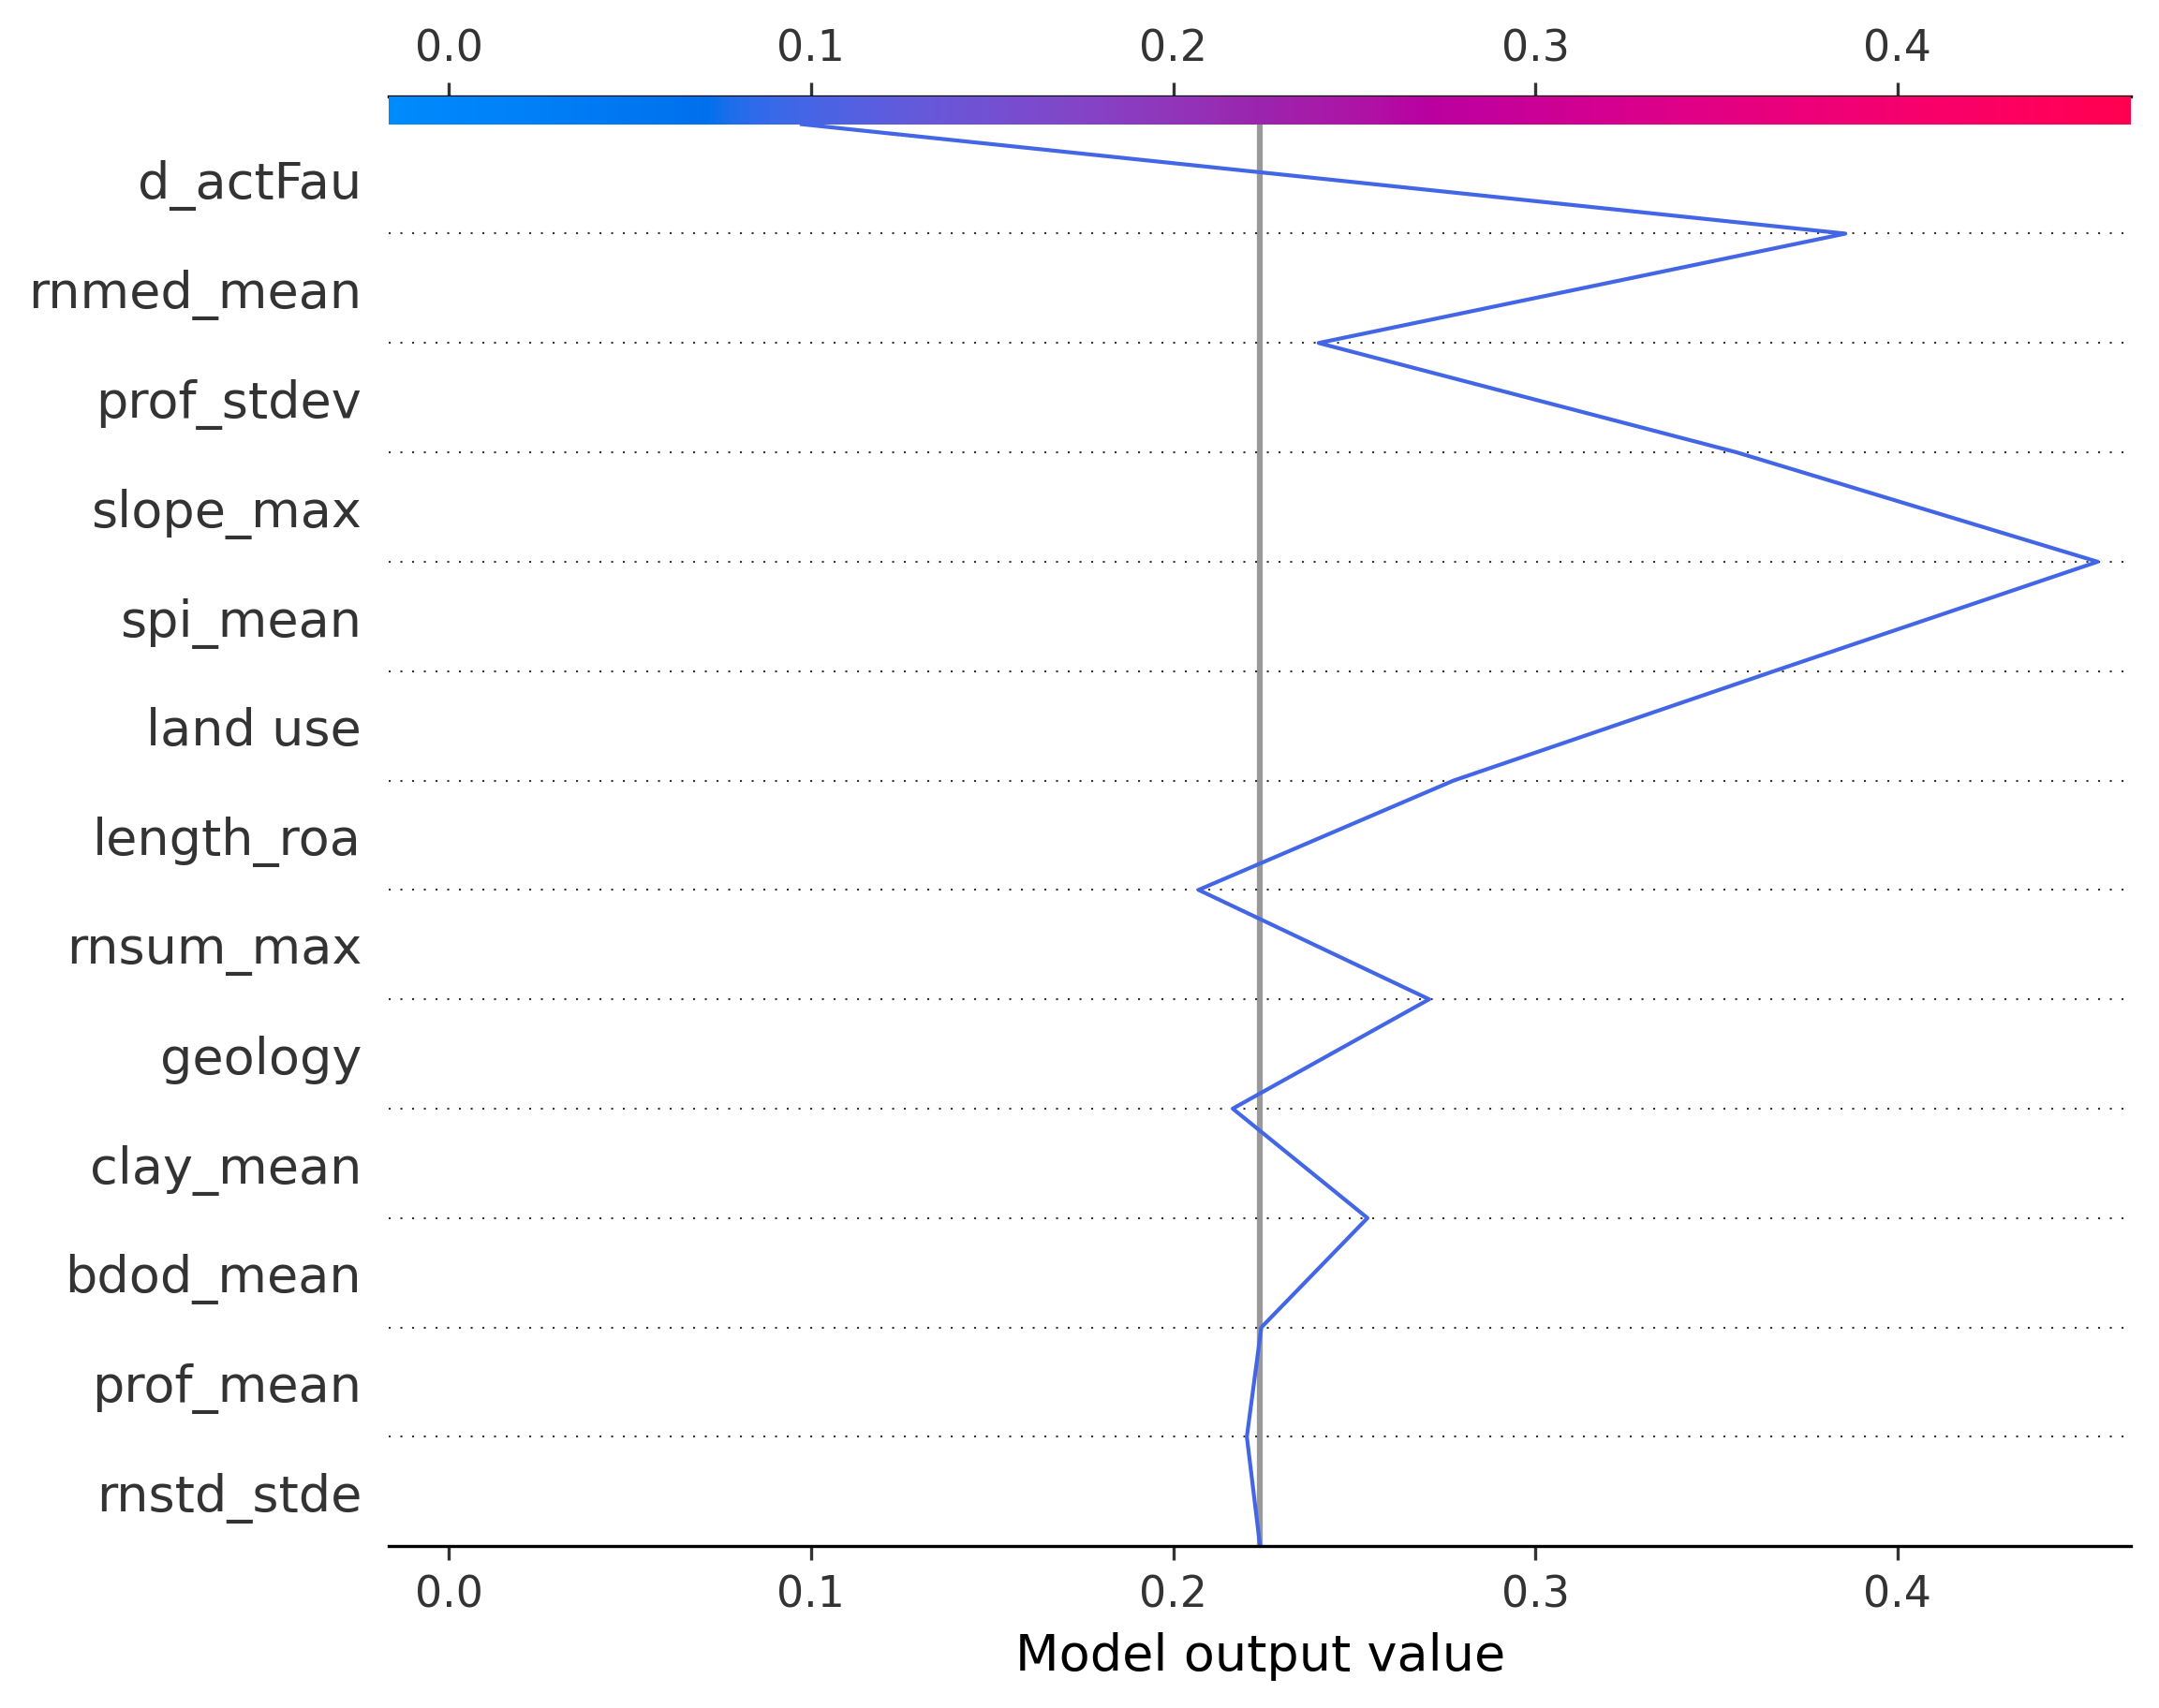 0.0 0.1 0.2 0.3 0.4
d_actFau
rnmed_mean
prof_stdev
slope_max
spi_mean
land use
length_roa
rnsum_max
geology
clay_mean
bdod_mean
prof_mean
rnstd_stde
0.0 0.1 0.2 0.3 0.4
Model output value